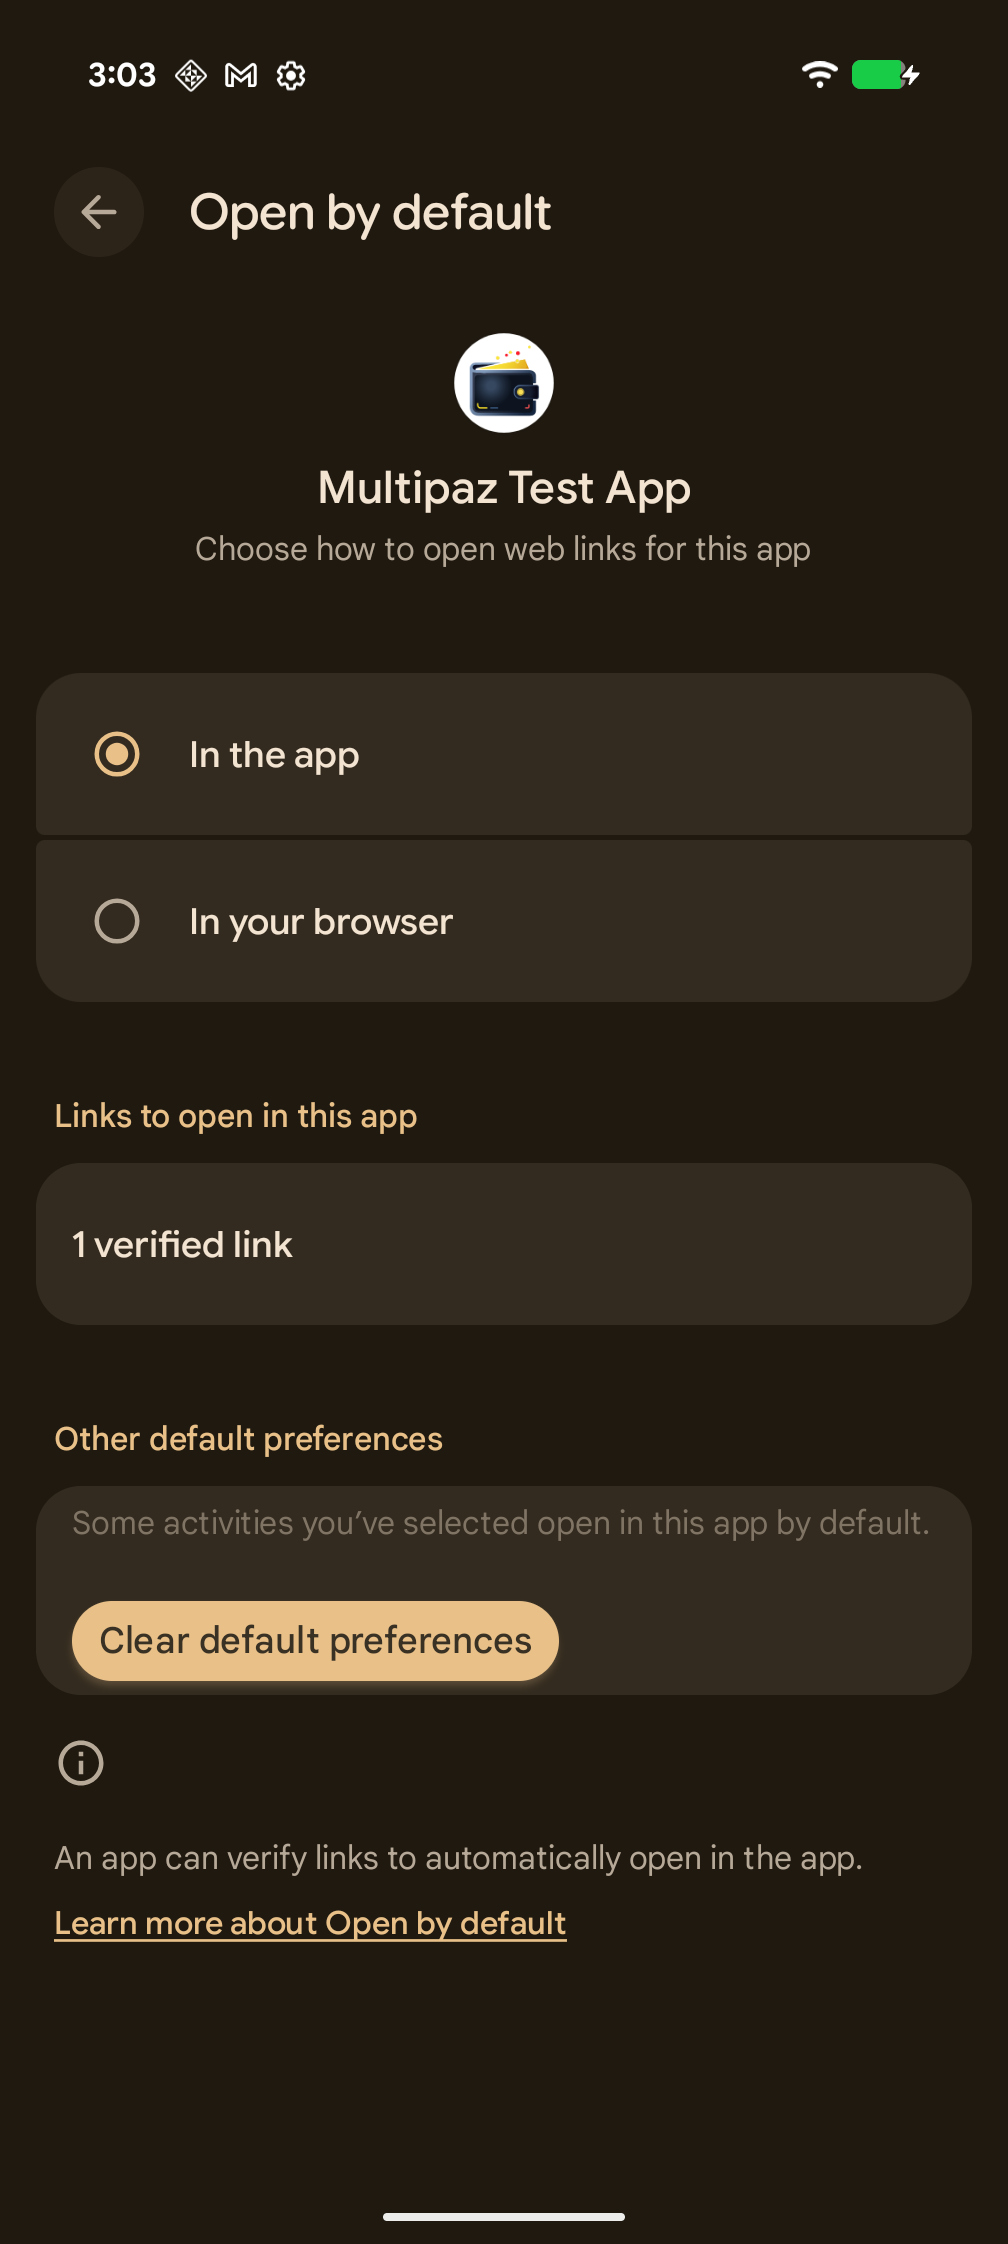 3:03
Open by default
Multipaz Test App
Choose how to open web links for this app
In the app
In your browser
Links to open in this app
1 verified link
Other default preferences
Some activities you’ve selected open in this app by default.
Clear default preferences
An app can verify links to automatically open in the app.
Learn more about Open by default